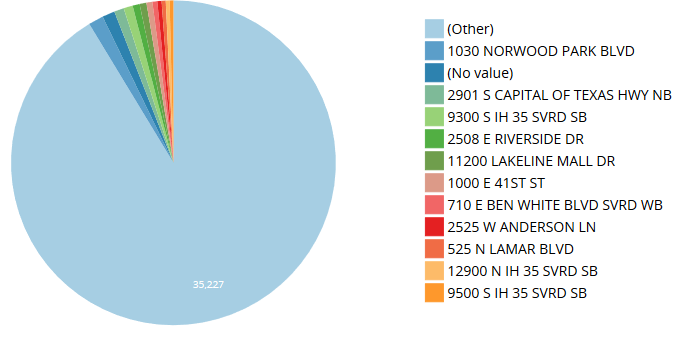 (Other)
1030 NORWOOD PARK BLVD
(No value)
2901 S CAPITAL OF TEXAS HWY NB
9300 S IH 35 SVRD SB
2508 E RIVERSIDE DR
11200 LAKELINE MALL DR
1000 E 41ST ST
710 E BEN WHITE BLVD SVRD WB
2525 W ANDERSON LN
525 N LAMAR BLVD
12900 N IH 35 SVRD SB
9500 S IH 35 SVRD SB
35,227